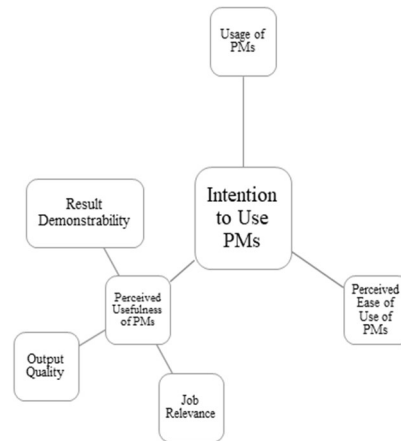 Usage of
PMs
Intention
to Use
PMs
Result
Demonstrability
Perceived
Usefulness
of PMs
Perceived
Ease of
Use of
PMs
Output
Quality
Job
Relevance